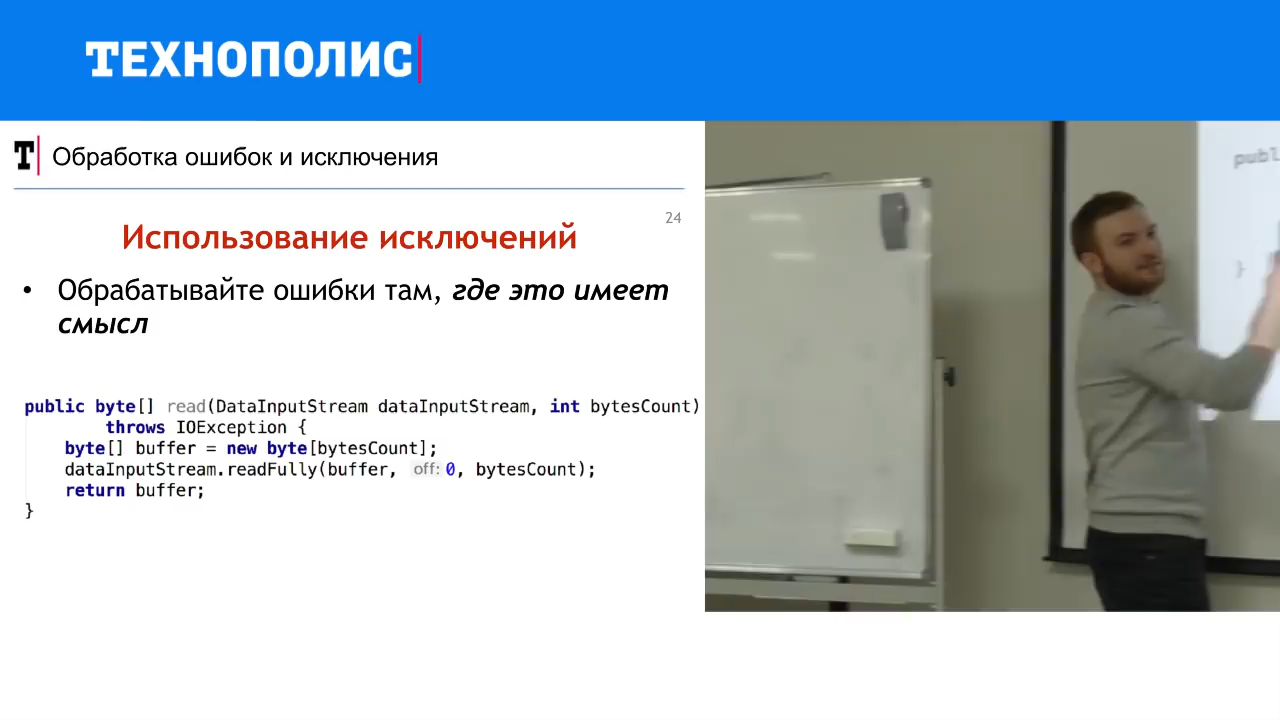 ТЕХНОПОЛИС
Т Обработка ошибок и исключения
24
Использование исключений
• Обрабатывайте ошибки там, где это имеет
смысл
public byte[] read(DataInputStream dataInputStream, int bytesCount)
throws IOException {
byte[] buffer = new byte[bytesCount];
dataInputStream.readFully(buffer, off: 0, bytesCount);
return buffer;
}
publ
}